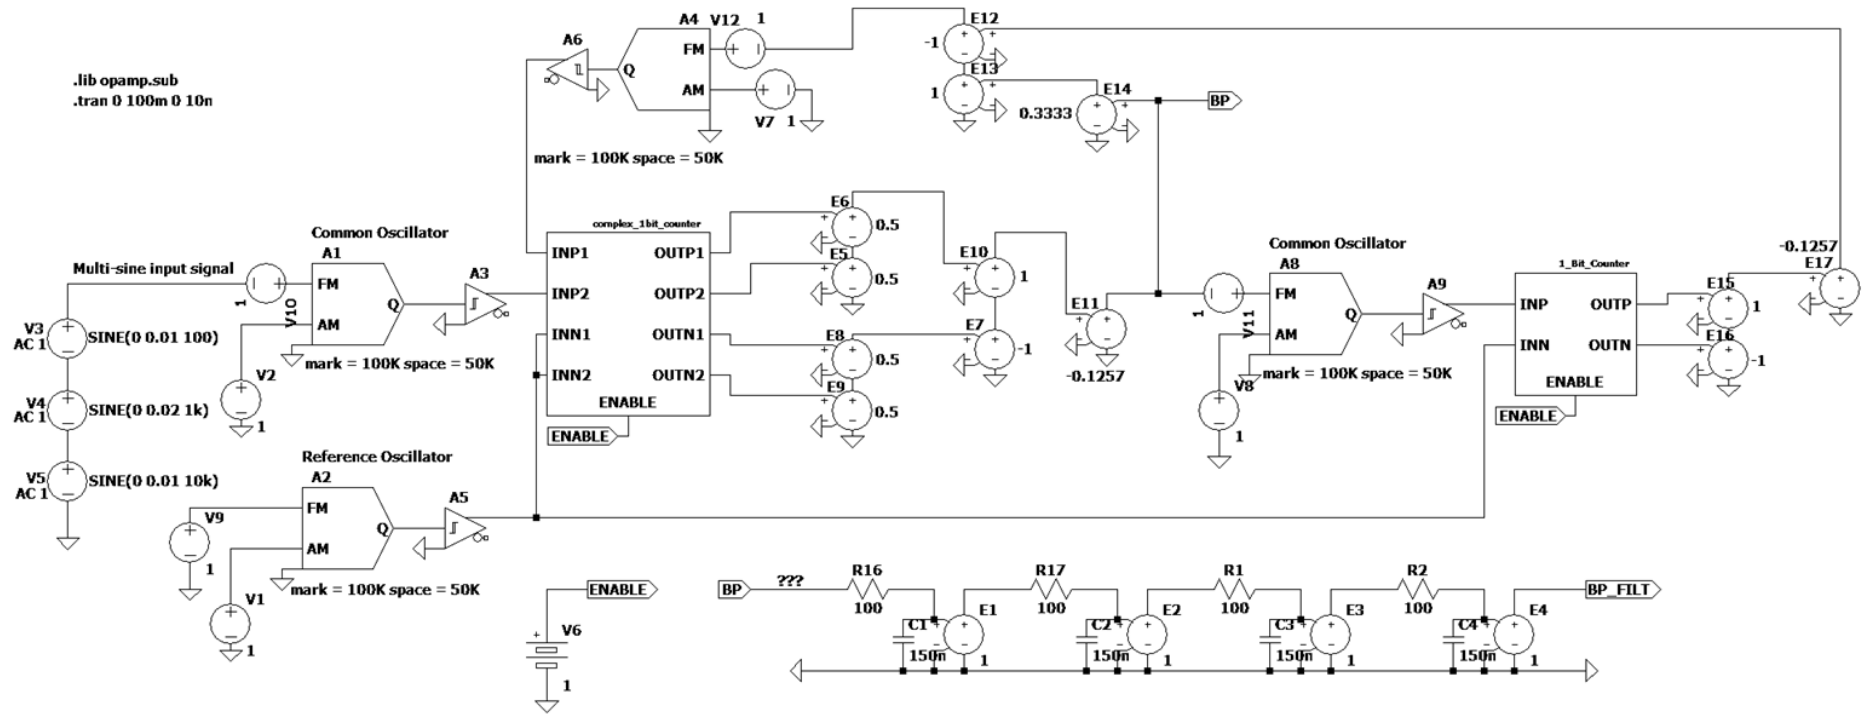 .lib opamp.sub
.tran 0 100m 0 10n
A6
A4
V12
1
Q
FM
AM
V7
1
mark = 100K space = 50K
E12
-1
E13
1
E14
0.3333
BP
Multi-sine input signal
V3
AC 1
SINE(0 0.01 100)
V4
AC 1
SINE(0 0.02 1k)
V5
AC 1
SINE(0 0.01 10k)
1
V10
Common Oscillator
A1
FM
AM
Q
mark = 100K space = 50K
V2
1
A3
Reference Oscillator
A2
FM
AM
Q
mark = 100K space = 50K
V9
1
V1
1
A5
complex_1bit_counter
INP1
INP2
INN1
INN2
OUTP1
OUTP2
OUTN1
OUTN2
ENABLE
ENABLE
E6
0.5
E5
0.5
E8
0.5
E9
0.5
E10
1
E7
-1
E11
-0.1257
1
V11
Common Oscillator
A8
FM
AM
Q
mark = 100K space = 50K
V8
1
A9
1_Bit_Counter
INP
INN
OUTP
OUTN
ENABLE
ENABLE
E15
1
E16
-1
-0.1257
E17
ENABLE
V6
1
BP
???
R16
100
C1
150n
E1
1
R17
100
C2
150n
E2
1
R1
100
C3
150n
E3
1
R2
100
C4
150n
E4
1
BP_FILT